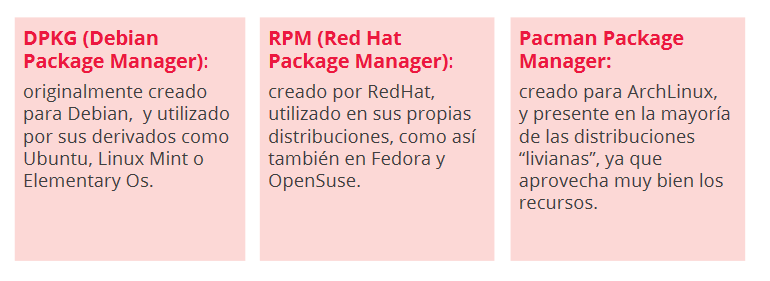 DPKG (Debian
Package Manager):
originalmente creado
para Debian,  y utilizado
por sus derivados como
Ubuntu, Linux Mint o
Elementary Os.
RPM (Red Hat
Package Manager):
creado por RedHat,
utilizado en sus propias
distribuciones, como así
también en Fedora y
OpenSuse.
Pacman Package
Manager:
creado para ArchLinux,
y presente en la mayoría
de las distribuciones
“livianas”, ya que
aprovecha muy bien los
recursos.